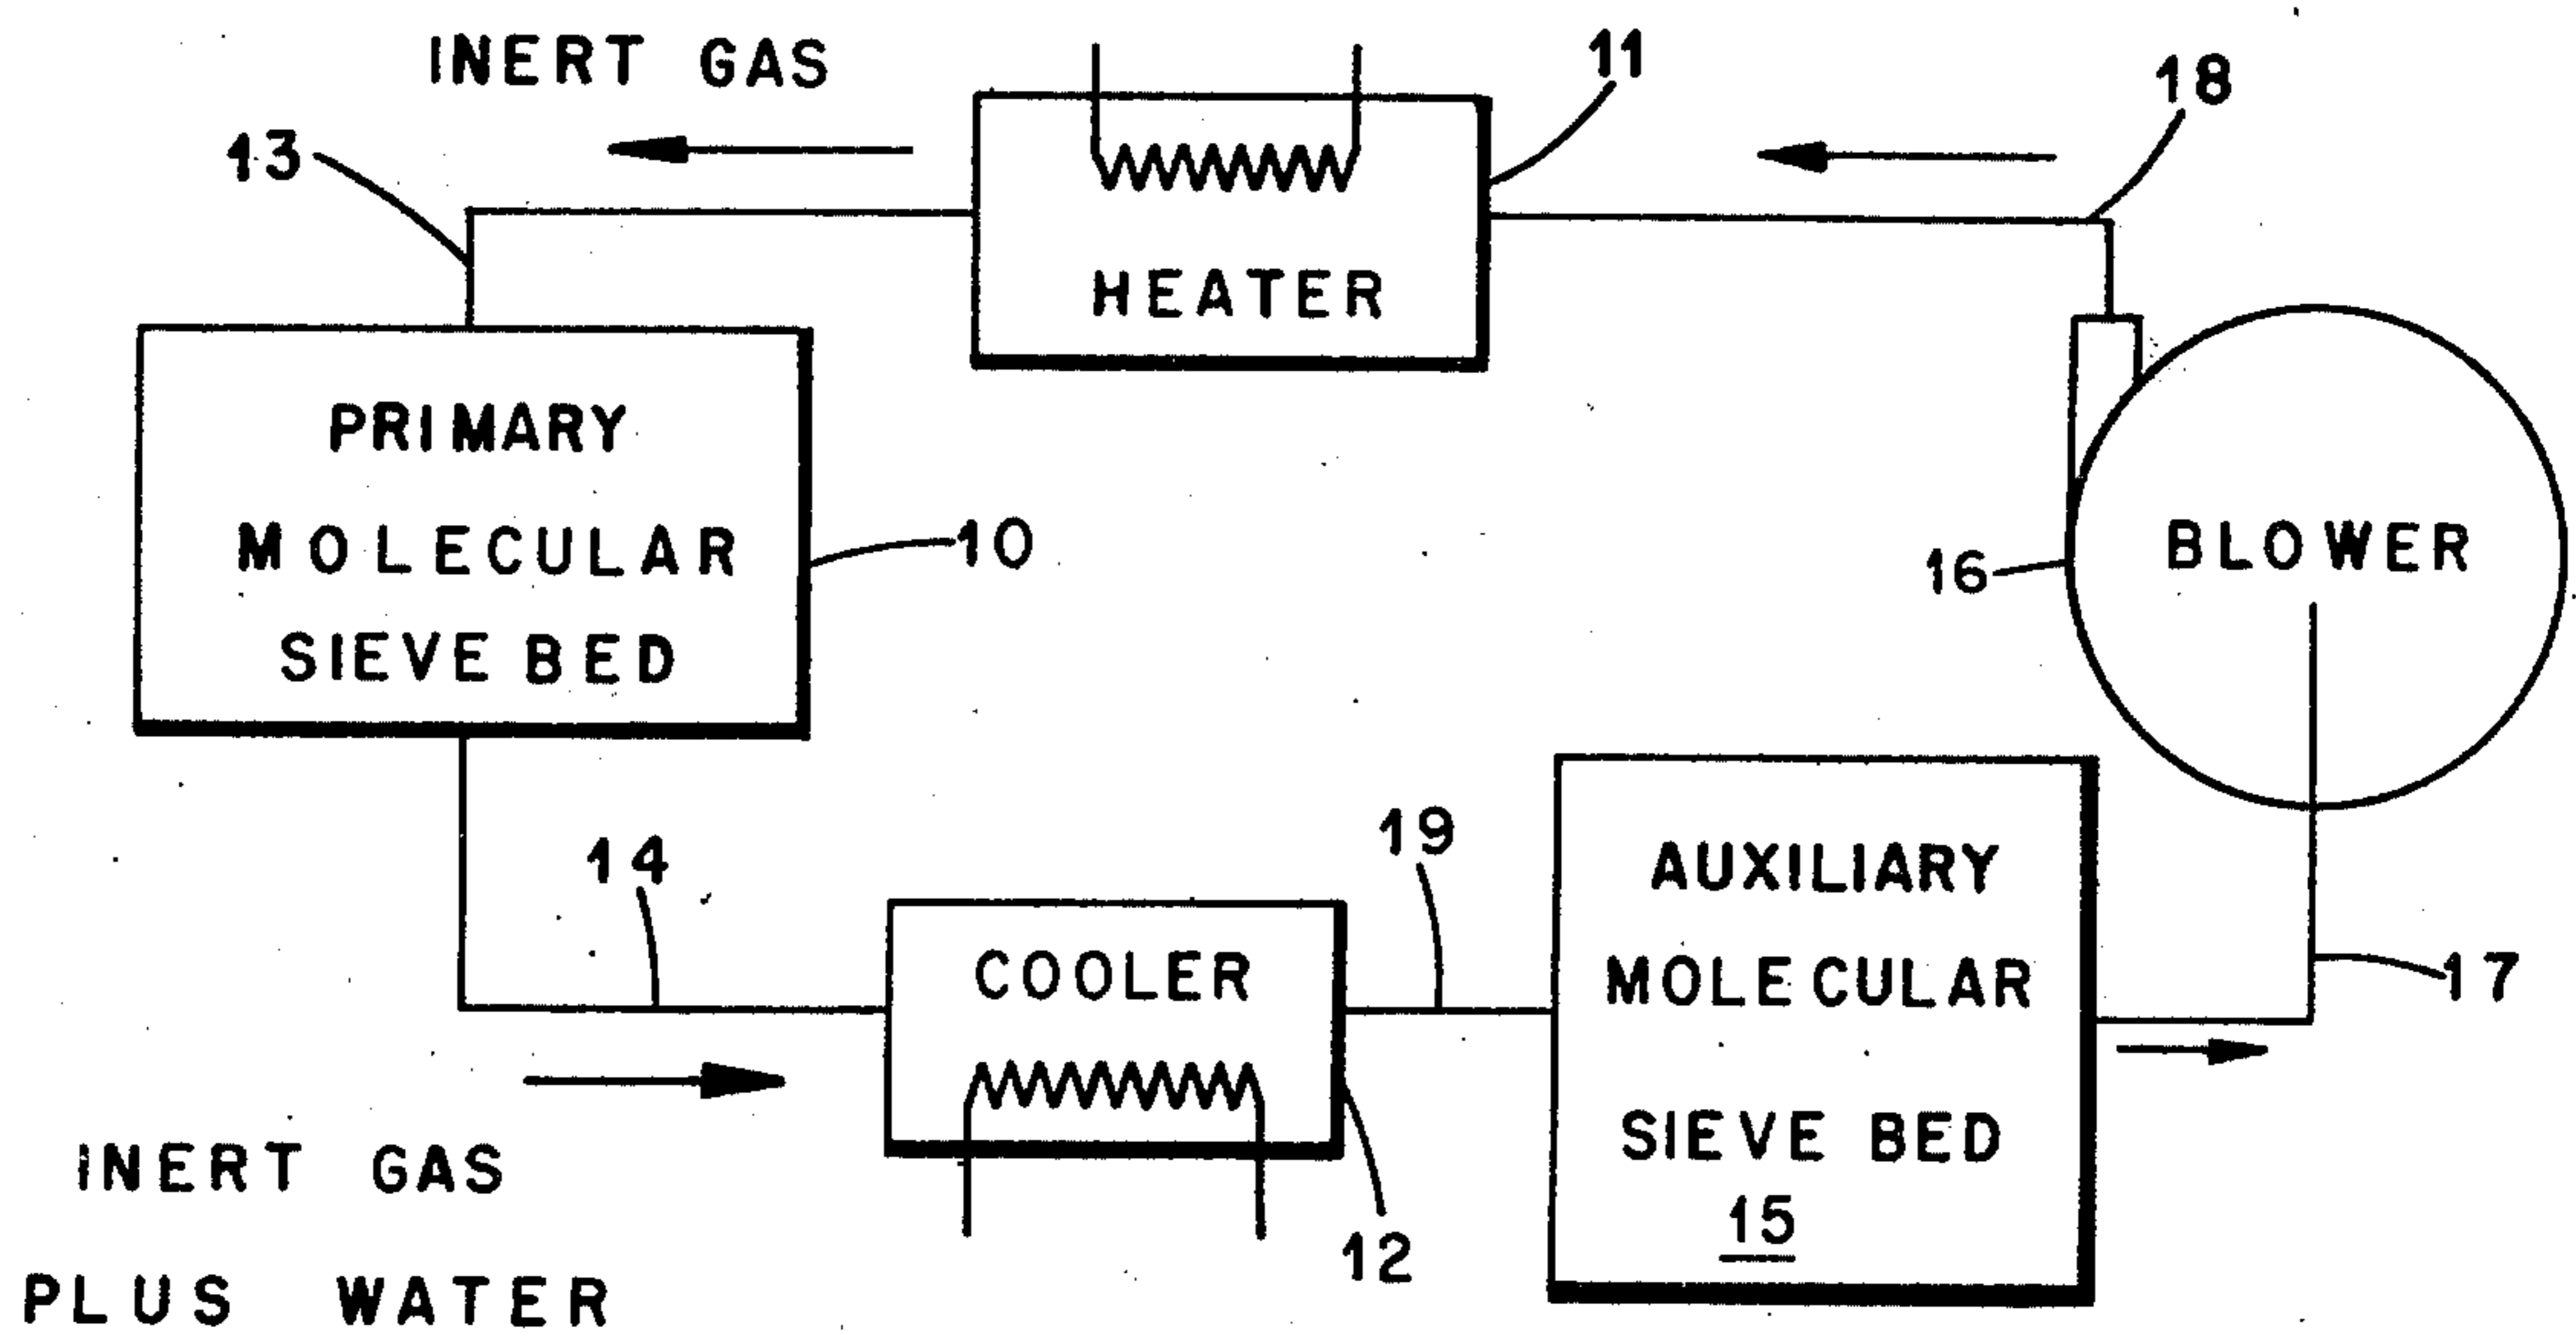 INERT GAS
11
18
13
HEATER
PRIMARY
MOLECULAR
SIEVE BED
10
16
BLOWER
14
19
AUXILIARY
MOLECULAR
SIEVE BED
15
COOLER
17
12
INERT GAS
PLUS WATER